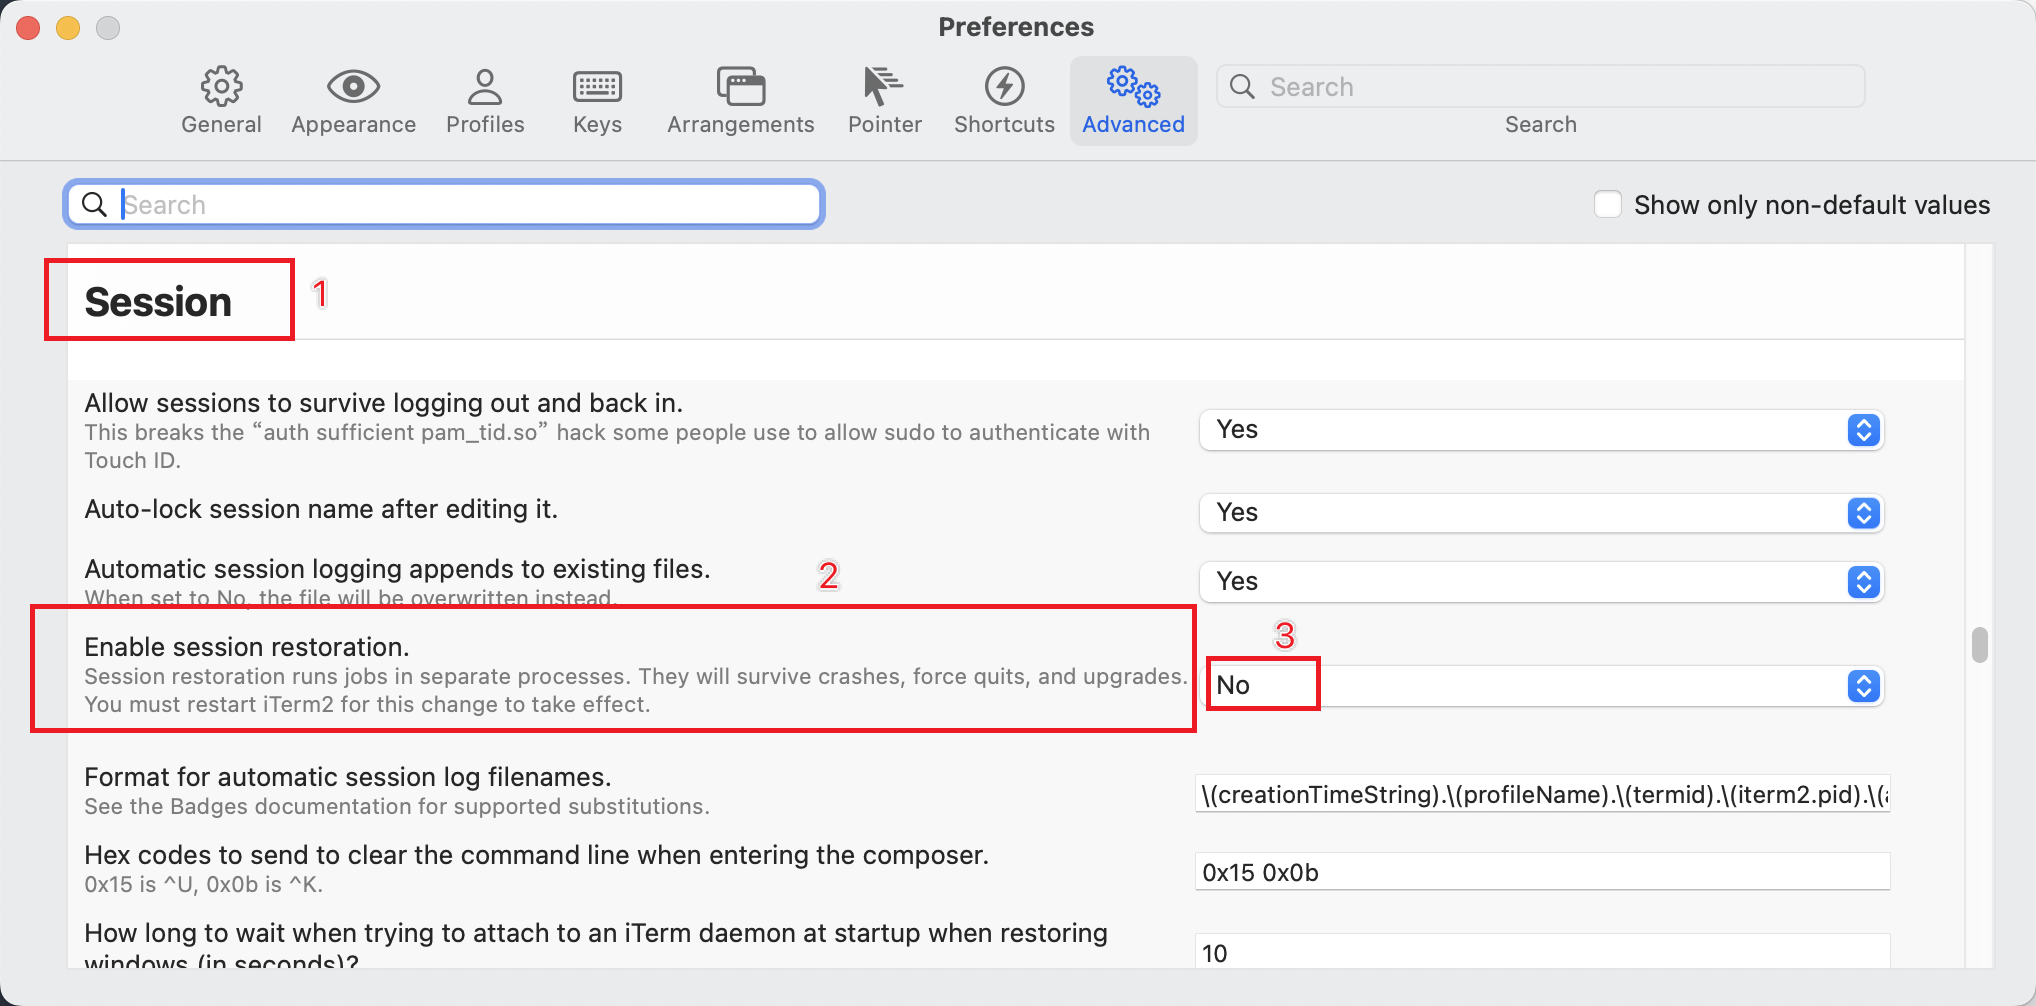 Preferences
General
Appearance
Profiles
Keys
Arrangements
Pointer
Shortcuts
Advanced
Search
Search
Search
Show only non-default values
Session
1
Allow sessions to survive logging out and back in.
This breaks the “auth sufficient pam_tid.so” hack some people use to allow sudo to authenticate with
Touch ID.
Yes
Auto-lock session name after editing it.
Yes
Automatic session logging appends to existing files.
2
When set to No, the file will be overwritten instead.
Yes
Enable session restoration.
3
Session restoration runs jobs in separate processes. They will survive crashes, force quits, and upgrades.
You must restart iTerm2 for this change to take effect.
No
Format for automatic session log filenames.
See the Badges documentation for supported substitutions.
\(creationTimeString).\(profileName).\(termid).\(iterm2.pid).\(
Hex codes to send to clear the command line when entering the composer.
0x15 is ^U, 0x0b is ^K.
0x15 0x0b
How long to wait when trying to attach to an iTerm daemon at startup when restoring
windows (in seconds)?
10